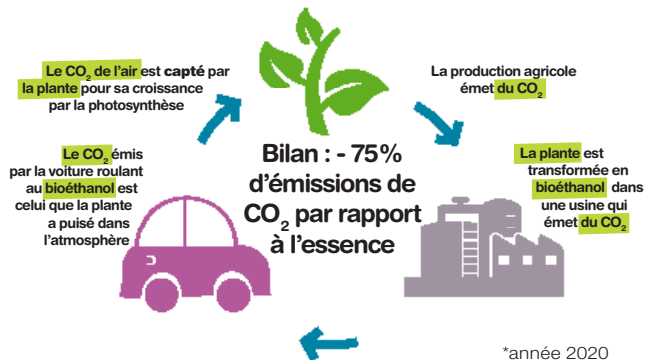 Le CO₂ de l'air est capté par
la plante pour sa croissance
par la photosynthèse
La production agricole
émet du CO₂
Le CO₂ émis
par la voiture roulant
au bioéthanol est
celui que la plante
a puisé dans
l'atmosphère
Bilan : - 75%
d'émissions de
CO₂ par rapport
à l'essence
La plante est
transformée en
bioéthanol dans
une usine qui
émet du CO₂
*année 2020